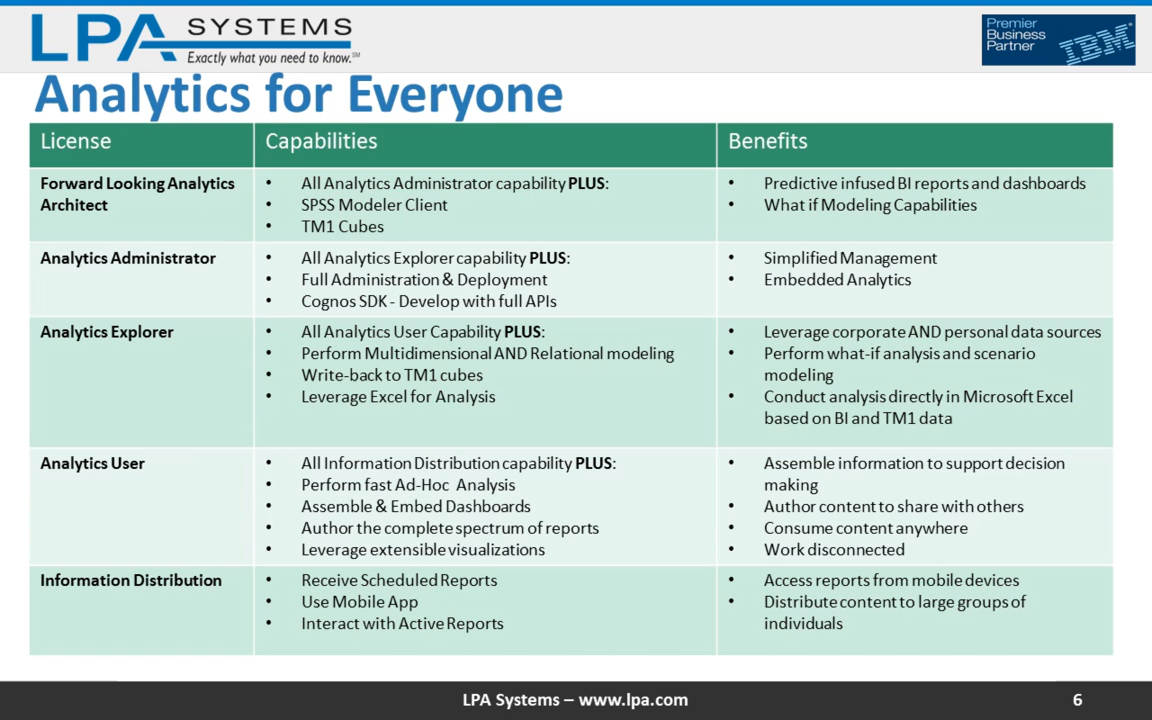 LPA SYSTEMS
Exactly what you need to know.℠
Premier
Business
Partner
IBM®
Analytics for Everyone
License
Capabilities
Benefits
Forward Looking Analytics
Architect
• All Analytics Administrator capability PLUS:
• SPSS Modeler Client
• TM1 Cubes
• Predictive infused BI reports and dashboards
• What if Modeling Capabilities
Analytics Administrator
• All Analytics Explorer capability PLUS:
• Full Administration & Deployment
• Cognos SDK - Develop with full APIs
• Simplified Management
• Embedded Analytics
Analytics Explorer
• All Analytics User Capability PLUS:
• Perform Multidimensional AND Relational modeling
• Write-back to TM1 cubes
• Leverage Excel for Analysis
• Leverage corporate AND personal data sources
• Perform what-if analysis and scenario
modeling
• Conduct analysis directly in Microsoft Excel
based on BI and TM1 data
Analytics User
• All Information Distribution capability PLUS:
• Perform fast Ad-Hoc Analysis
• Assemble & Embed Dashboards
• Author the complete spectrum of reports
• Leverage extensible visualizations
• Assemble information to support decision
making
• Author content to share with others
• Consume content anywhere
• Work disconnected
Information Distribution
• Receive Scheduled Reports
• Use Mobile App
• Interact with Active Reports
• Access reports from mobile devices
• Distribute content to large groups of
individuals
LPA Systems – www.lpa.com
6